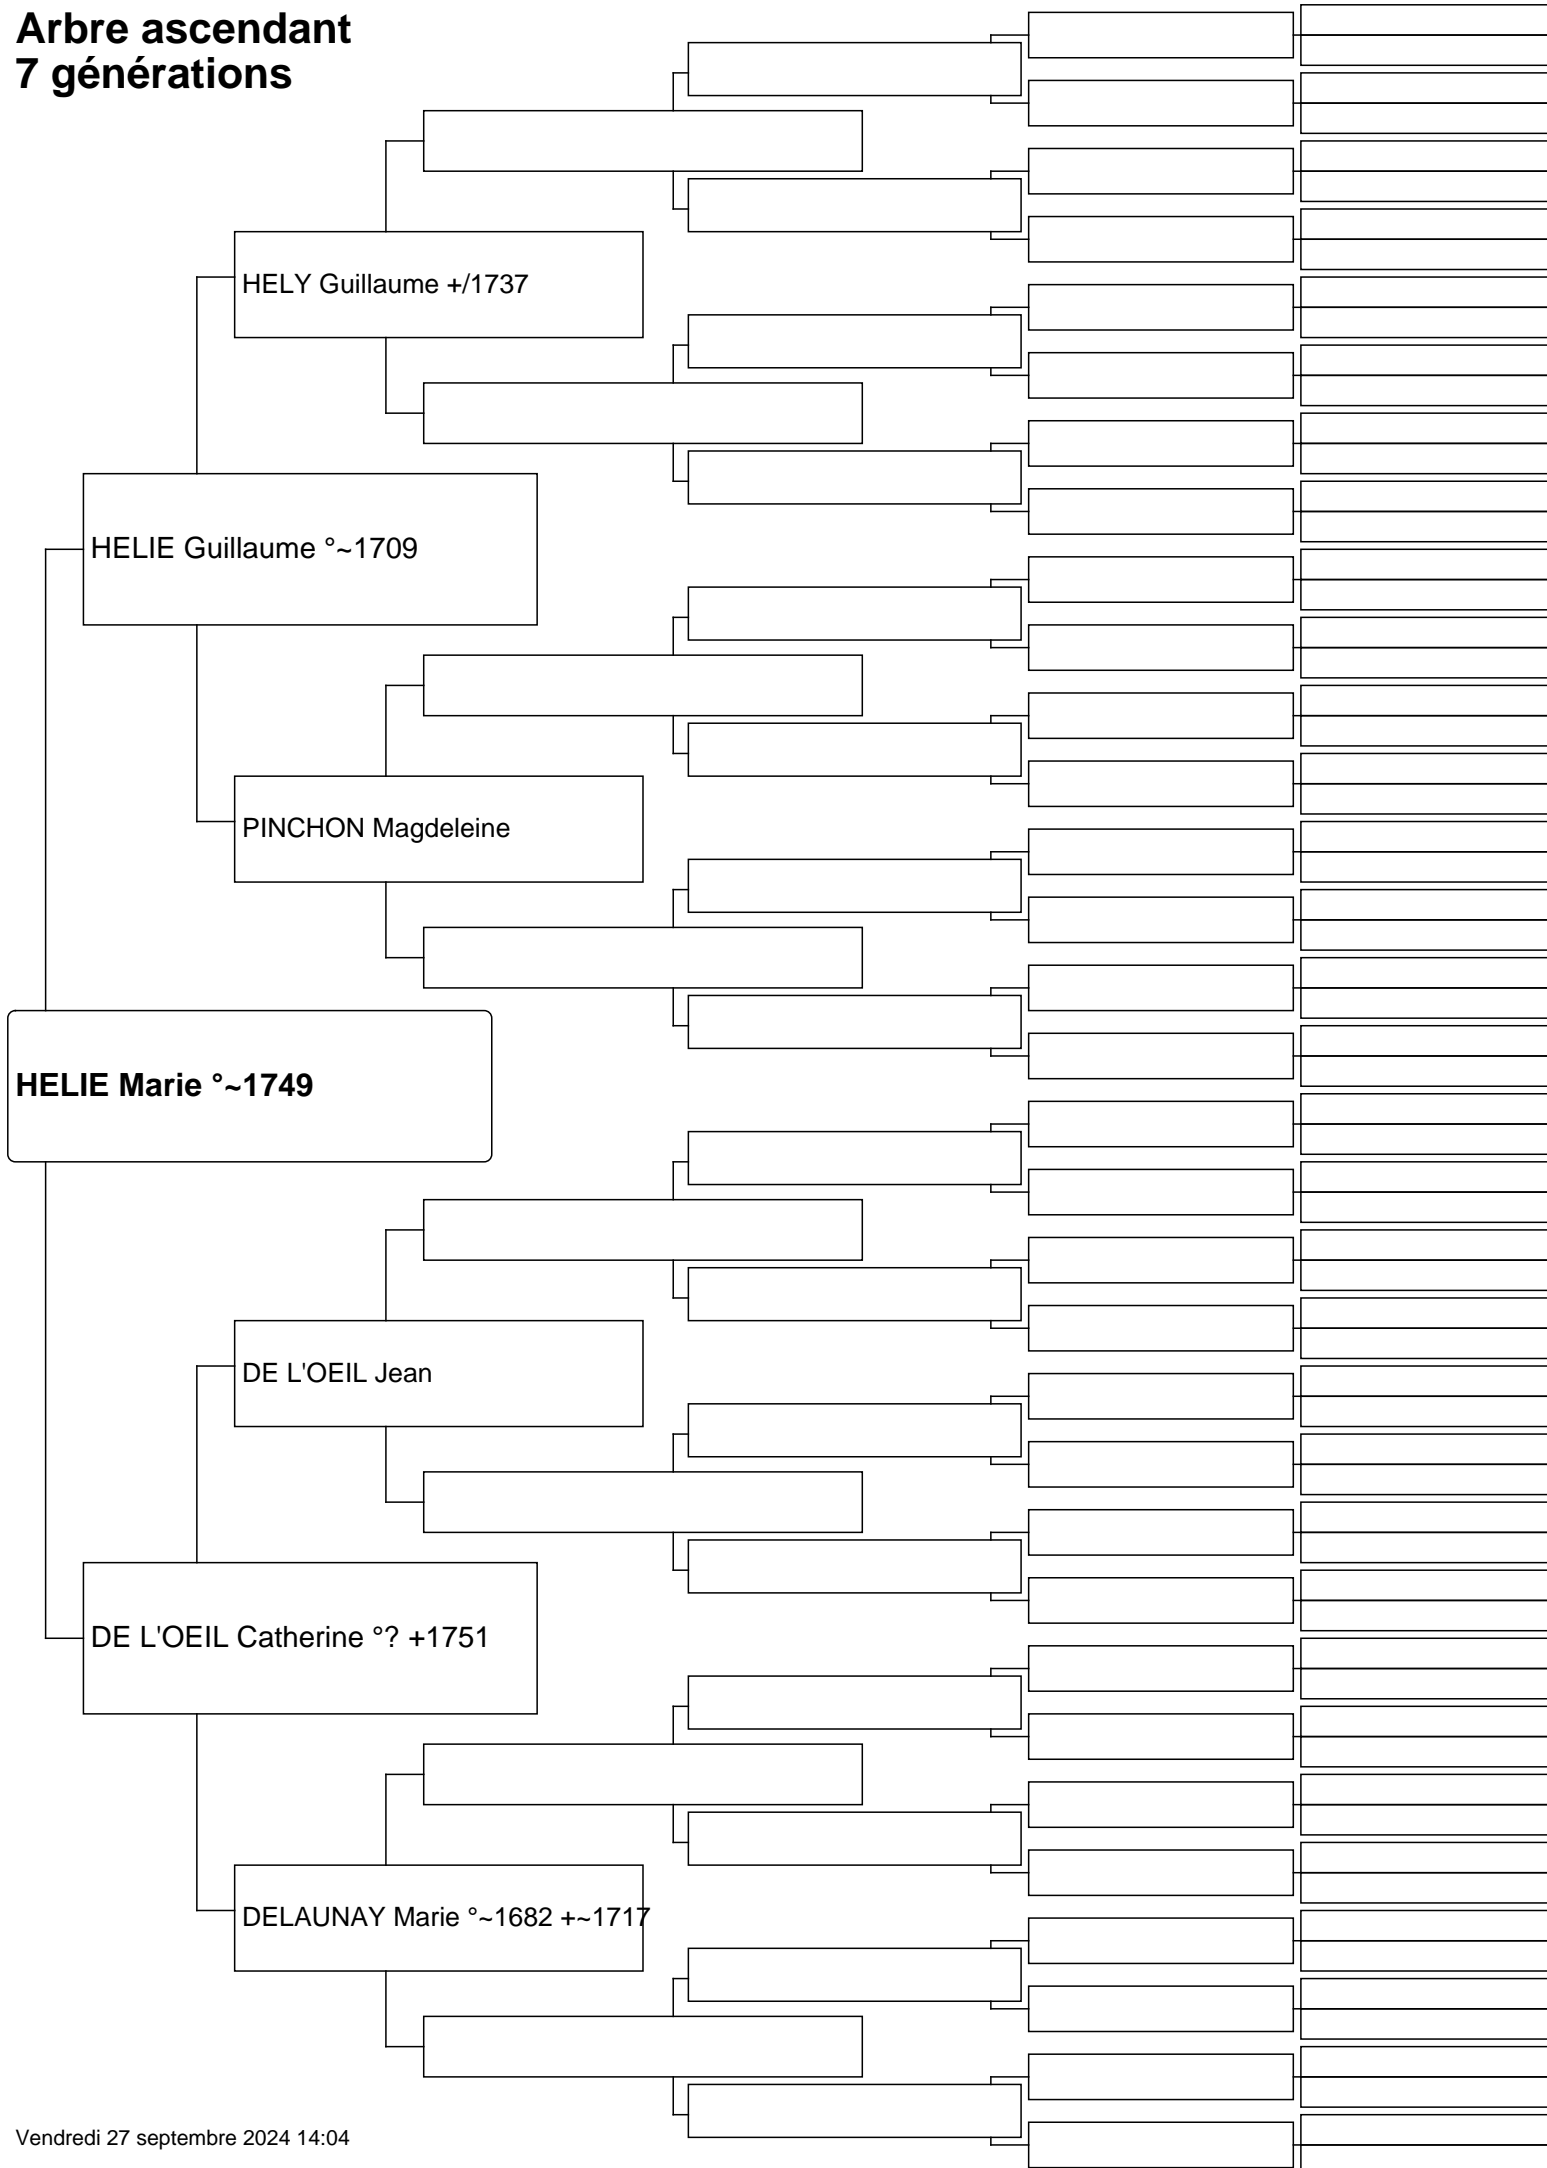 Arbre ascendant
7 générations
HELY Guillaume +/1737
HELIE Guillaume °~1709
PINCHON Magdeleine
HELIE Marie °~1749
DE L'OEIL Jean
DE L'OEIL Catherine °? +1751
DELAUNAY Marie °~1682 +~1717
Vendredi 27 septembre 2024 14:04